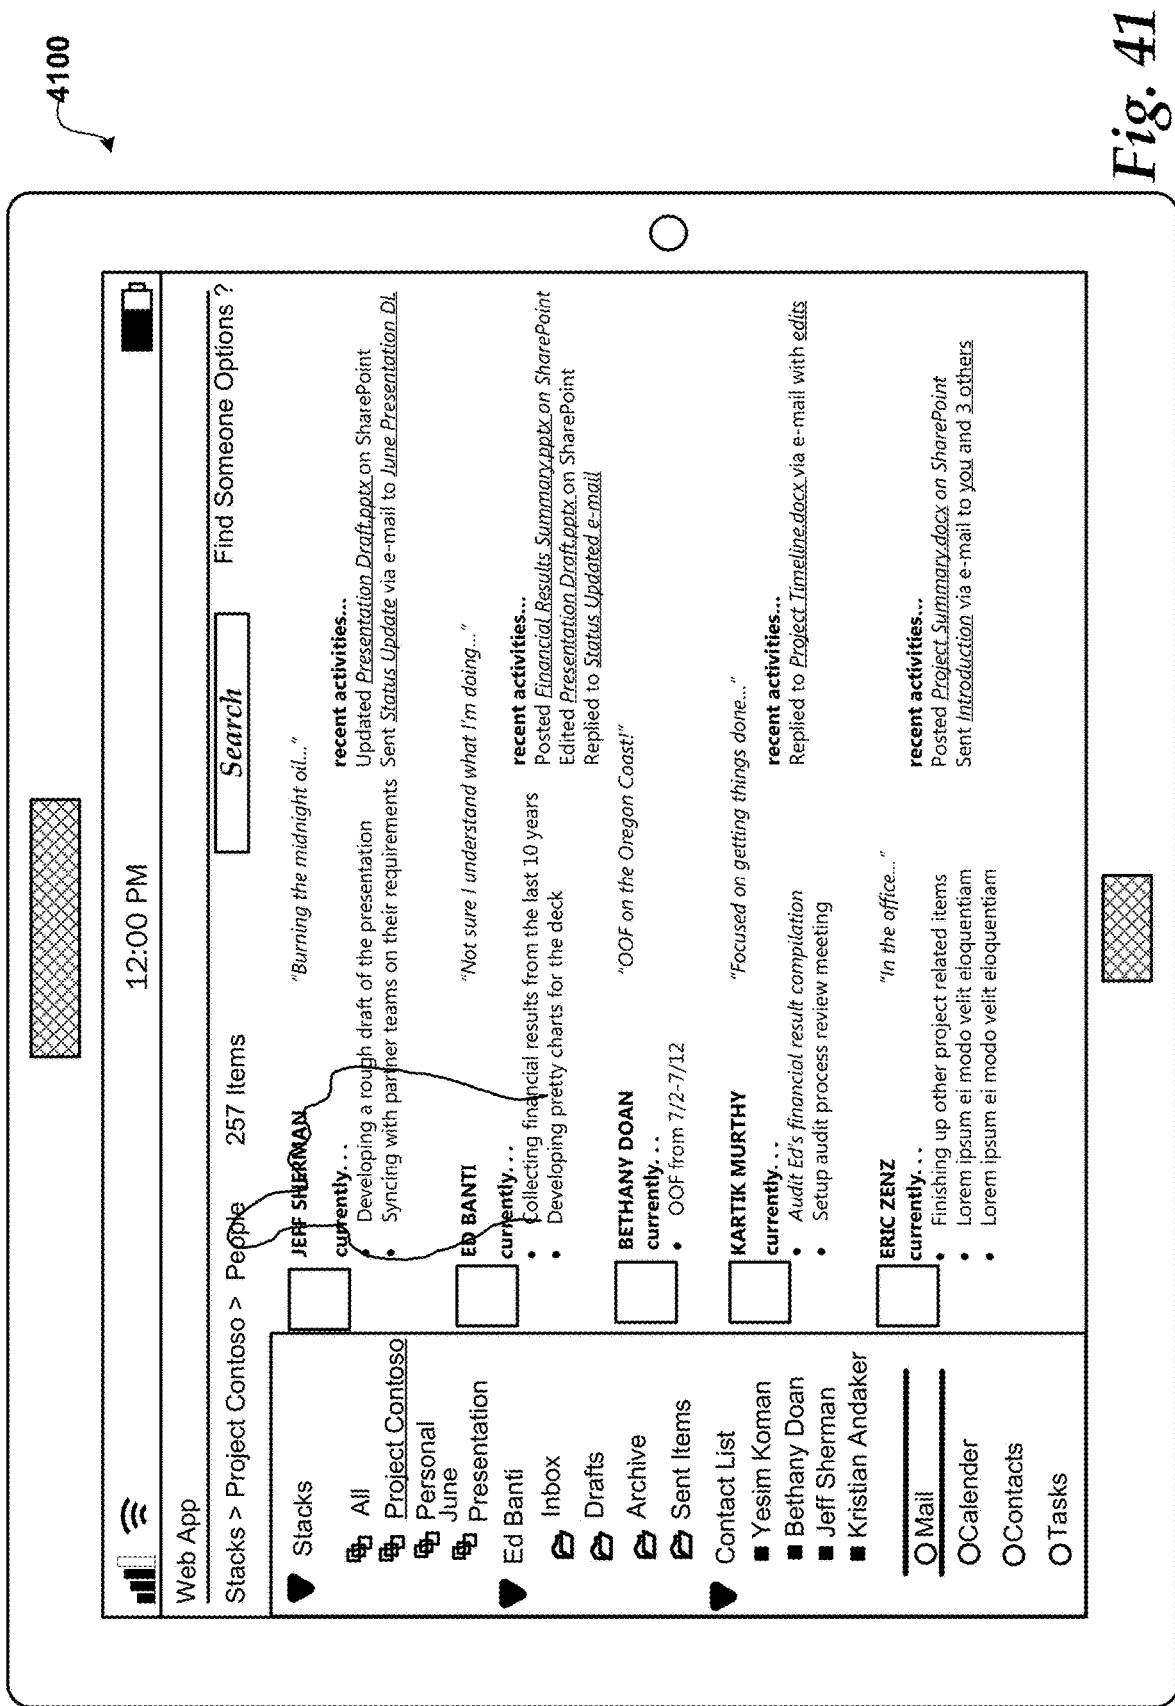 4100
12:00 PM
Web App
Stacks > Project Contoso > People 257 Items Search Find Someone Options ?
Stacks
All
Project Contoso
Personal
June
Presentation
Ed Banti
Inbox
Drafts
Archive
Sent Items
Contact List
Yesim Koman
Bethany Doan
Jeff Sherman
Kristian Andaker
Mail
Calender
Contacts
Tasks
JEFF SHERMAN "Burning the midnight oil..."
currently... recent activities...
• Developing a rough draft of the presentation Updated Presentation Draft.pptx on SharePoint
• Syncing with partner teams on their requirements Sent Status Update via e-mail to June Presentation DL
ED BANTI "Not sure I understand what I'm doing..."
currently... recent activities...
• Collecting financial results from the last 10 years Posted Financial Results Summary.pptx on SharePoint
• Developing pretty charts for the deck Edited Presentation Draft.pptx on SharePoint
Replied to Status Updated e-mail
BETHANY DOAN "OOF on the Oregon Coast!"
currently...
• OOF from 7/2-7/12
KARTIK MURTHY "Focused on getting things done..."
currently... recent activities...
• Audit Ed's financial result compilation Replied to Project Timeline.docx via e-mail with edits
• Setup audit process review meeting
ERIC ZENZ "In the office..."
currently... recent activities...
• Finishing up other project related items Posted Project Summary.docx on SharePoint
• Lorem ipsum ei modo velit eloquentiam Sent Introduction via e-mail to you and 3 others
• Lorem ipsum ei modo velit eloquentiam
Fig. 41